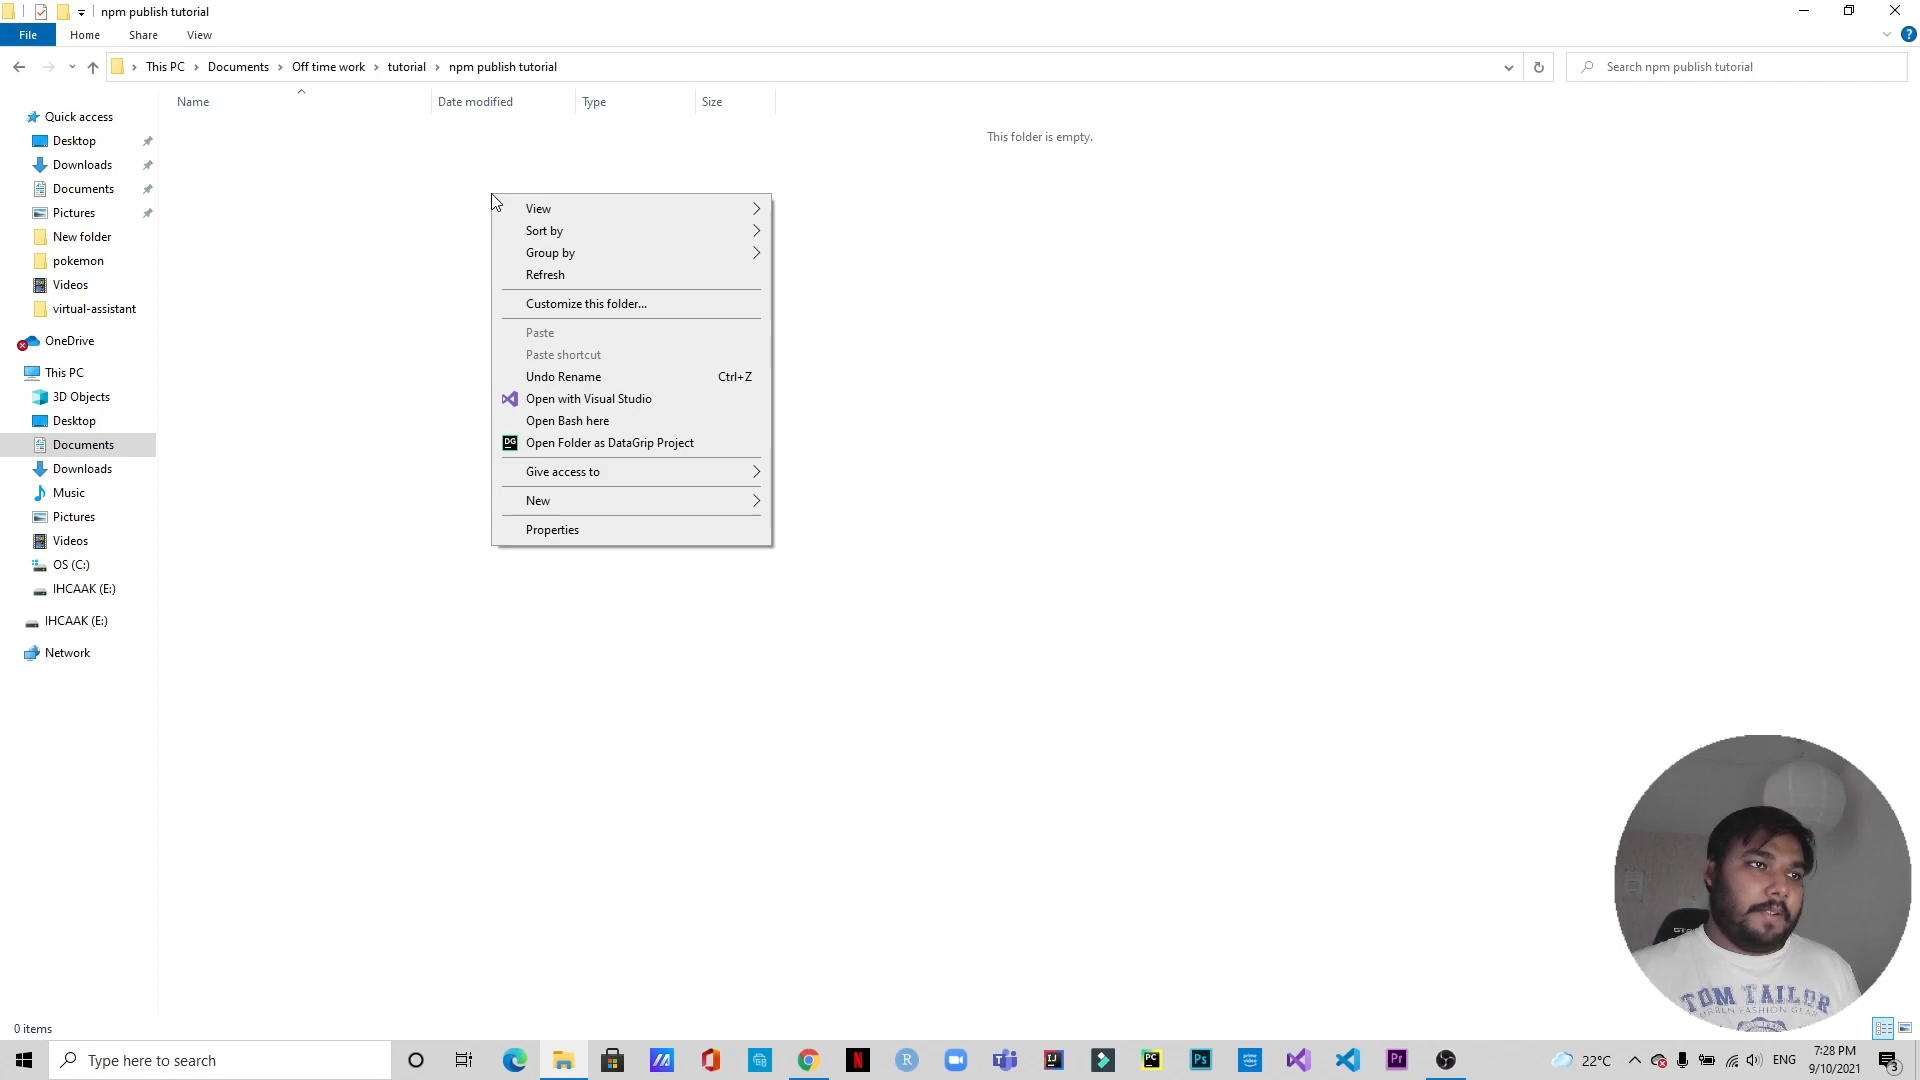 npm publish tutorial
File Home Share View
This PC Documents Off time work tutorial npm publish tutorial
Search npm publish tutorial
Name Date modified Type Size
This folder is empty.
Quick access
Desktop
Downloads
Documents
Pictures
New folder
pokemon
Videos
virtual-assistant
OneDrive
This PC
3D Objects
Desktop
Documents
Downloads
Music
Pictures
Videos
OS (C:)
IHCAAK (E:)
IHCAAK (E:)
Network
View
Sort by
Group by
Refresh
Customize this folder...
Paste
Paste shortcut
Undo Rename Ctrl+Z
Open with Visual Studio
Open Bash here
DG Open Folder as DataGrip Project
Give access to
New
Properties
TOM TAILOR
URBEN FASHION GEAR
0 items
Type here to search
22°C
ENG
7:28 PM
9/10/2021
3